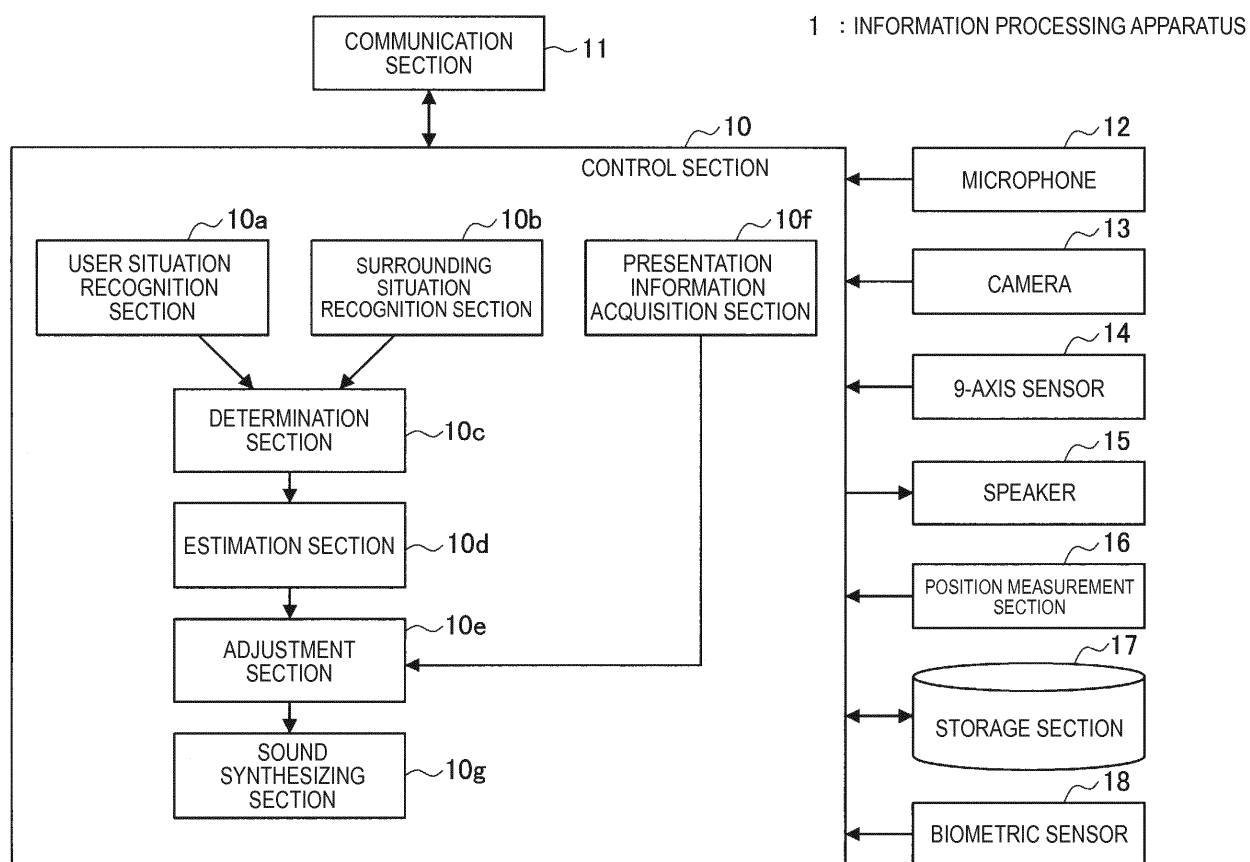 1 : INFORMATION PROCESSING APPARATUS
COMMUNICATION
SECTION
11
10
CONTROL SECTION
12
MICROPHONE
10a
USER SITUATION
RECOGNITION
SECTION
10b
SURROUNDING
SITUATION
RECOGNITION SECTION
10f
PRESENTATION
INFORMATION
ACQUISITION SECTION
13
CAMERA
14
9-AXIS SENSOR
DETERMINATION
SECTION
10c
15
SPEAKER
ESTIMATION SECTION
10d
16
POSITION MEASUREMENT
SECTION
10e
ADJUSTMENT
SECTION
17
STORAGE SECTION
SOUND
SYNTHESIZING
SECTION
10g
18
BIOMETRIC SENSOR